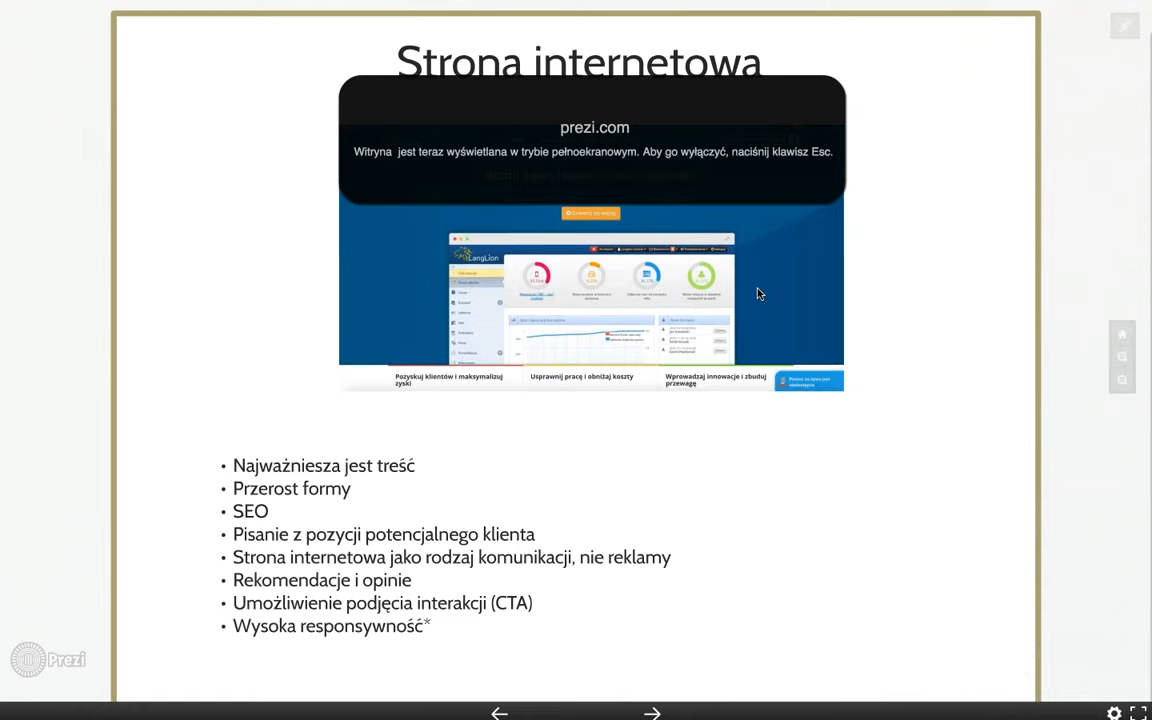 Strona internetowa
prezi.com
Witryna jest teraz wyświetlana w trybie pełnoekranowym. Aby go wyłączyć, naciśnij klawisz Esc.
LangLion
Pozyskuj klientów i maksymalizuj zyski
Usprawnij pracę i obniżaj koszty
Wprowadzaj innowacje i zbuduj przewagę
• Najważniesza jest treść
• Przerost formy
• SEO
• Pisanie z pozycji potencjalnego klienta
• Strona internetowa jako rodzaj komunikacji, nie reklamy
• Rekomendacje i opinie
• Umożliwienie podjęcia interakcji (CTA)
• Wysoka responsywność*
Prezi